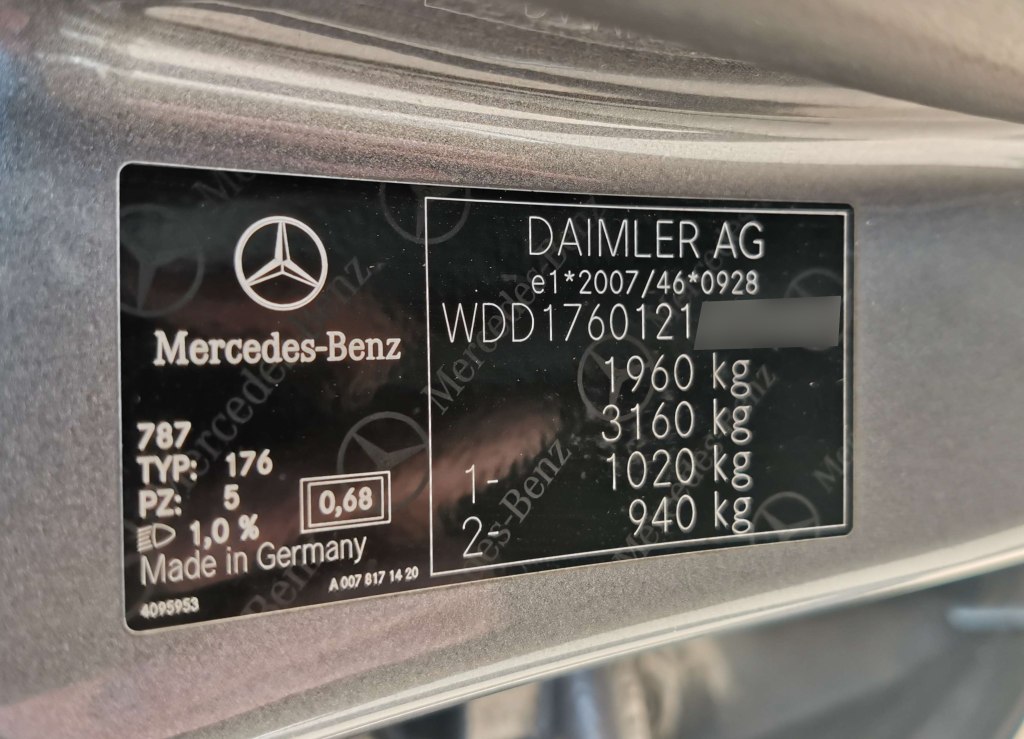 Mercedes-Benz
787
TYP: 176
PZ: 5
0,68
1,0 %
Made in Germany
A 007 817 14 20
4095953
DAIMLER AG
e1*2007/46*0928
WDD1760121
1960 kg
3160 kg
1- 1020 kg
2- 940 kg